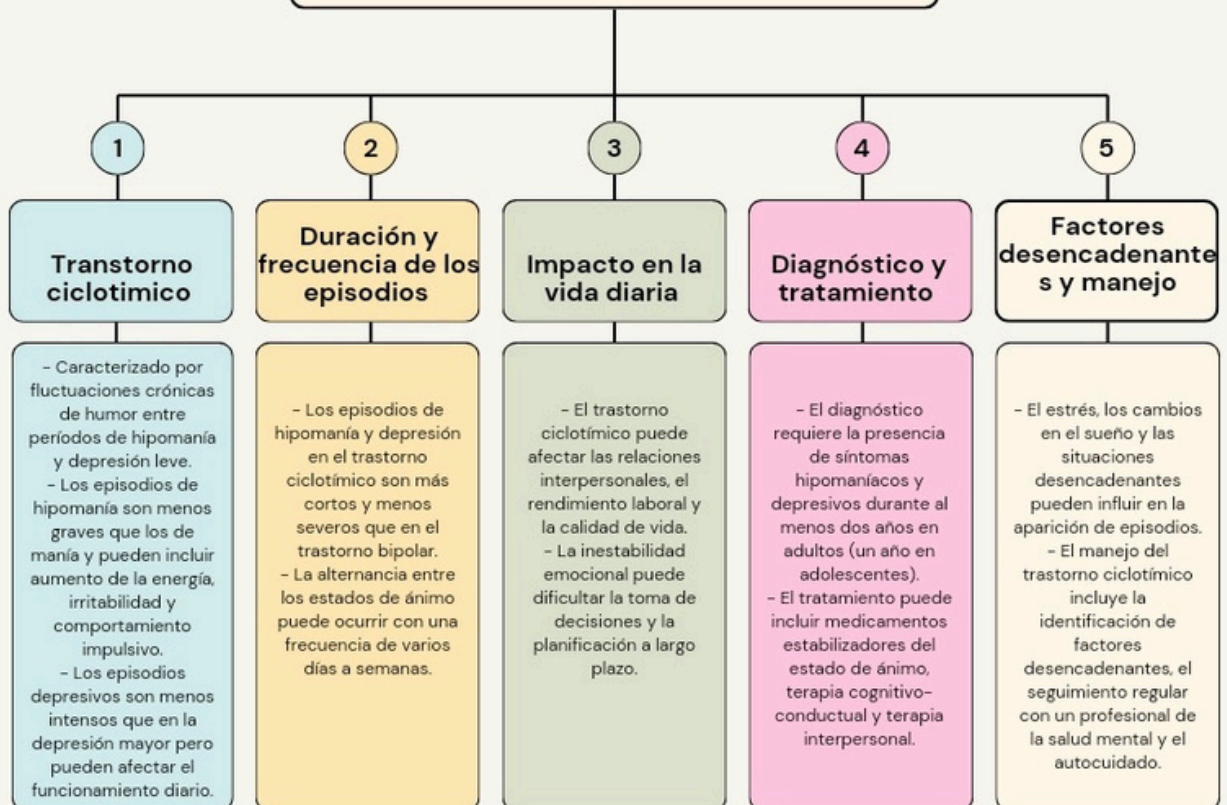 1
Transtorno
ciclotimico
- Caracterizado por
fluctuaciones crónicas
de humor entre
períodos de hipomanía
y depresión leve.
- Los episodios de
hipomanía son menos
graves que los de
manía y pueden incluir
aumento de la energía,
irritabilidad y
comportamiento
impulsivo.
- Los episodios
depresivos son menos
intensos que en la
depresión mayor pero
pueden afectar el
funcionamiento diario.
2
Duración y
frecuencia de los
episodios
- Los episodios de
hipomanía y depresión
en el trastorno
ciclotímico son más
cortos y menos
severos que en el
trastorno bipolar.
- La alternancia entre
los estados de ánimo
puede ocurrir con una
frecuencia de varios
días a semanas.
3
Impacto en la
vida diaria
- El trastorno
ciclotímico puede
afectar las relaciones
interpersonales, el
rendimiento laboral y
la calidad de vida.
- La inestabilidad
emocional puede
dificultar la toma de
decisiones y la
planificación a largo
plazo.
4
Diagnóstico y
tratamiento
- El diagnóstico
requiere la presencia
de síntomas
hipomaníacos y
depresivos durante al
menos dos años en
adultos (un año en
adolescentes).
- El tratamiento puede
incluir medicamentos
estabilizadores del
estado de ánimo,
terapia cognitivo-
conductual y terapia
interpersonal.
5
Factores
desencadenante
s y manejo
- El estrés, los cambios
en el sueño y las
situaciones
desencadenantes
pueden influir en la
aparición de episodios.
- El manejo del
trastorno ciclotímico
incluye la
identificación de
factores
desencadenantes, el
seguimiento regular
con un profesional de
la salud mental y el
autocuidado.